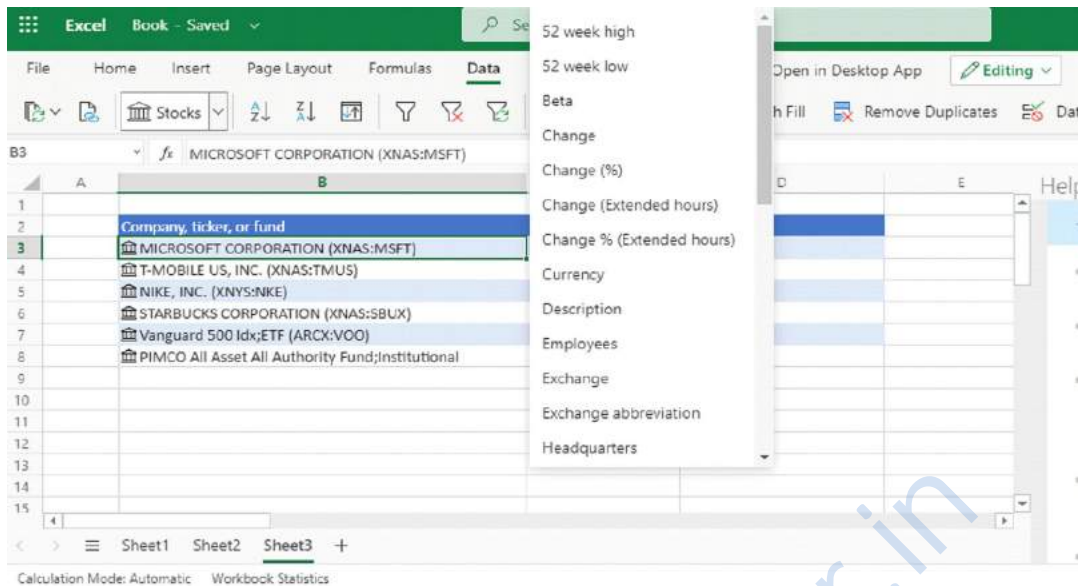 Excel Book - Saved Se
File Home Insert Page Layout Formulas Data Open in Desktop App Editing
Stocks h Fill Remove Duplicates Dat
B3 fx MICROSOFT CORPORATION (XNAS:MSFT)
A B D E Help
1
2 Company, ticker, or fund
3 MICROSOFT CORPORATION (XNAS:MSFT)
4 T-MOBILE US, INC. (XNAS:TMUS)
5 NIKE, INC. (XNYS:NKE)
6 STARBUCKS CORPORATION (XNAS:SBUX)
7 Vanguard 500 Idx;ETF (ARCX:VOO)
8 PIMCO All Asset All Authority Fund;Institutional
9
10
11
12
13
14
15
52 week high
52 week low
Beta
Change
Change (%)
Change (Extended hours)
Change % (Extended hours)
Currency
Description
Employees
Exchange
Exchange abbreviation
Headquarters
Sheet1 Sheet2 Sheet3 +
Calculation Mode: Automatic Workbook Statistics